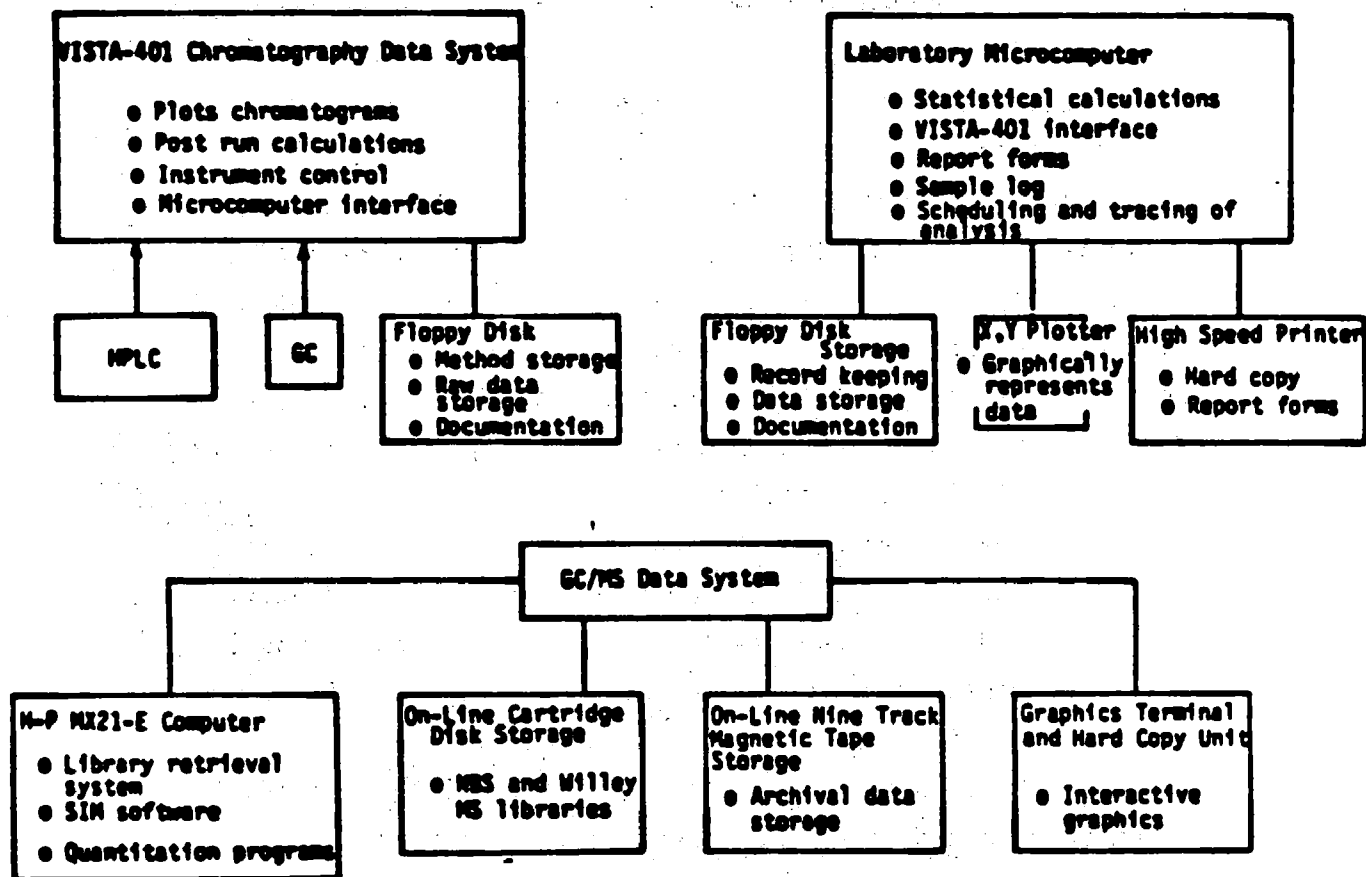 VISTA-401 Chromatography Data System
● Plots chromatograms
● Post run calculations
● Instrument control
● Microcomputer interface
HPLC
GC
Floppy Disk
● Method storage
● Raw data
storage
● Documentation
Laboratory Microcomputer
● Statistical calculations
● VISTA-401 interface
● Report forms
● Sample log
● Scheduling and tracing of
analysis
Floppy Disk
Storage
● Record keeping
● Data storage
● Documentation
X,Y Plotter
● Graphically
represents
data
High Speed Printer
● Hard copy
● Report forms
GC/MS Data System
H-P MX21-E Computer
● Library retrieval
system
● SIM software
● Quantitation programs
On-Line Cartridge
Disk Storage
● NBS and Willey
MS libraries
On-Line Nine Track
Magnetic Tape
Storage
● Archival data
storage
Graphics Terminal
and Hard Copy Unit
● Interactive
graphics